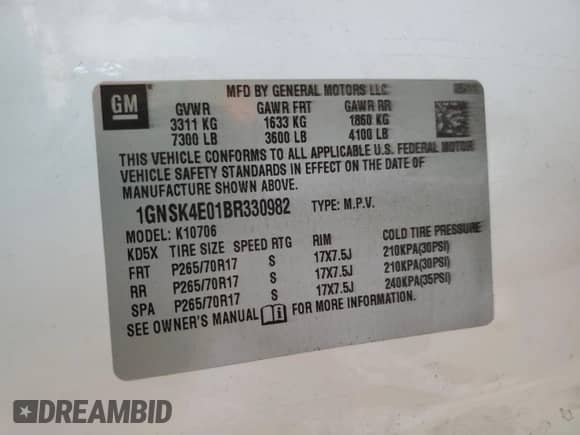 GM
MFD BY GENERAL MOTORS LLC
GVWR GAWR FRT GAWR RR
3311 KG 1633 KG 1860 KG
7300 LB 3600 LB 4100 LB
THIS VEHICLE CONFORMS TO ALL APPLICABLE U.S. FEDERAL MOTOR
VEHICLE SAFETY STANDARDS IN EFFECT ON THE DATE OF
MANUFACTURE SHOWN ABOVE.
1GNSK4E01BR330982 TYPE: M.P.V.
MODEL: K10706
KD5X TIRE SIZE SPEED RTG RIM COLD TIRE PRESSURE
FRT P265/70R17 S 17X7.5J 210KPA(30PSI)
RR P265/70R17 S 17X7.5J 210KPA(30PSI)
SPA P265/70R17 S 17X7.5J 240KPA(35PSI)
SEE OWNER'S MANUAL FOR MORE INFORMATION.
DREAMBID